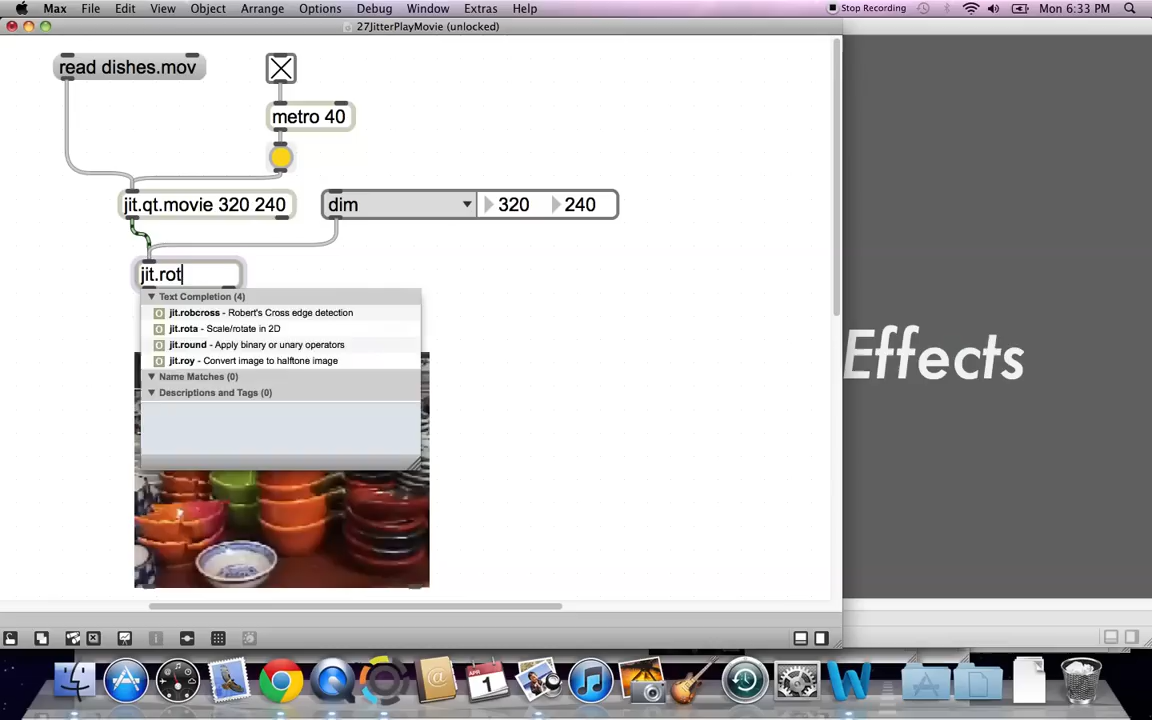 Max File Edit View Object Arrange Options Debug Window Extras Help Stop Recording Mon 6:33 PM
27JitterPlayMovie (unlocked)
read dishes.mov
metro 40
jit.qt.movie 320 240
dim 320 240
jit.rot
Text Completion (4)
jit.robcross - Robert's Cross edge detection
jit.rota - Scale/rotate in 2D
jit.round - Apply binary or unary operators
jit.roy - Convert image to halftone image
Name Matches (0)
Descriptions and Tags (0)
Effects
APR
1